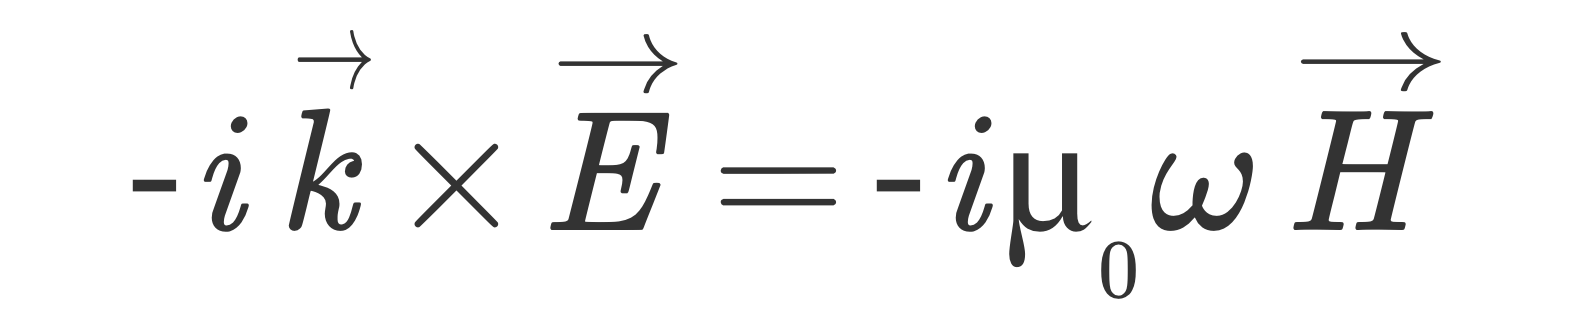 -i k⃗ × E⃗ = -iμ₀ω H⃗